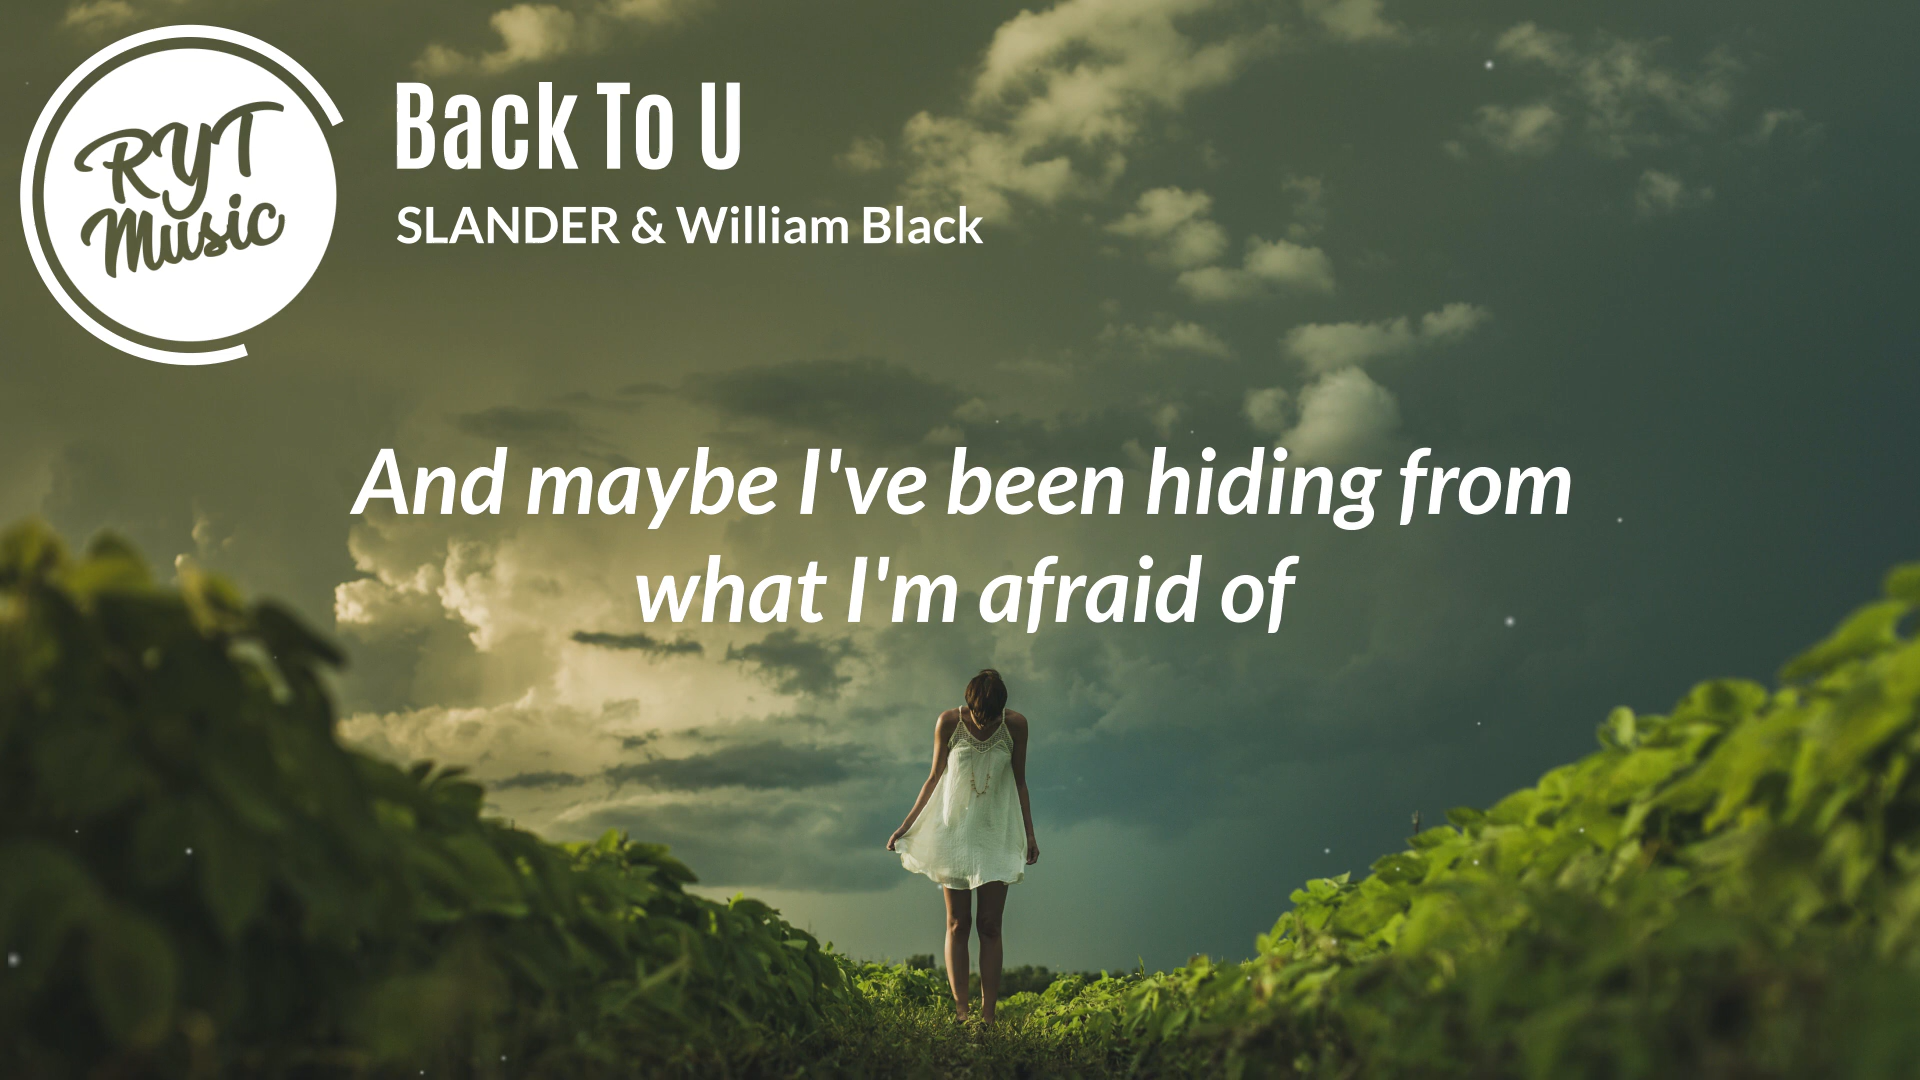 RYT
Music
Back To U
SLANDER & William Black
And maybe I've been hiding from
what I'm afraid of